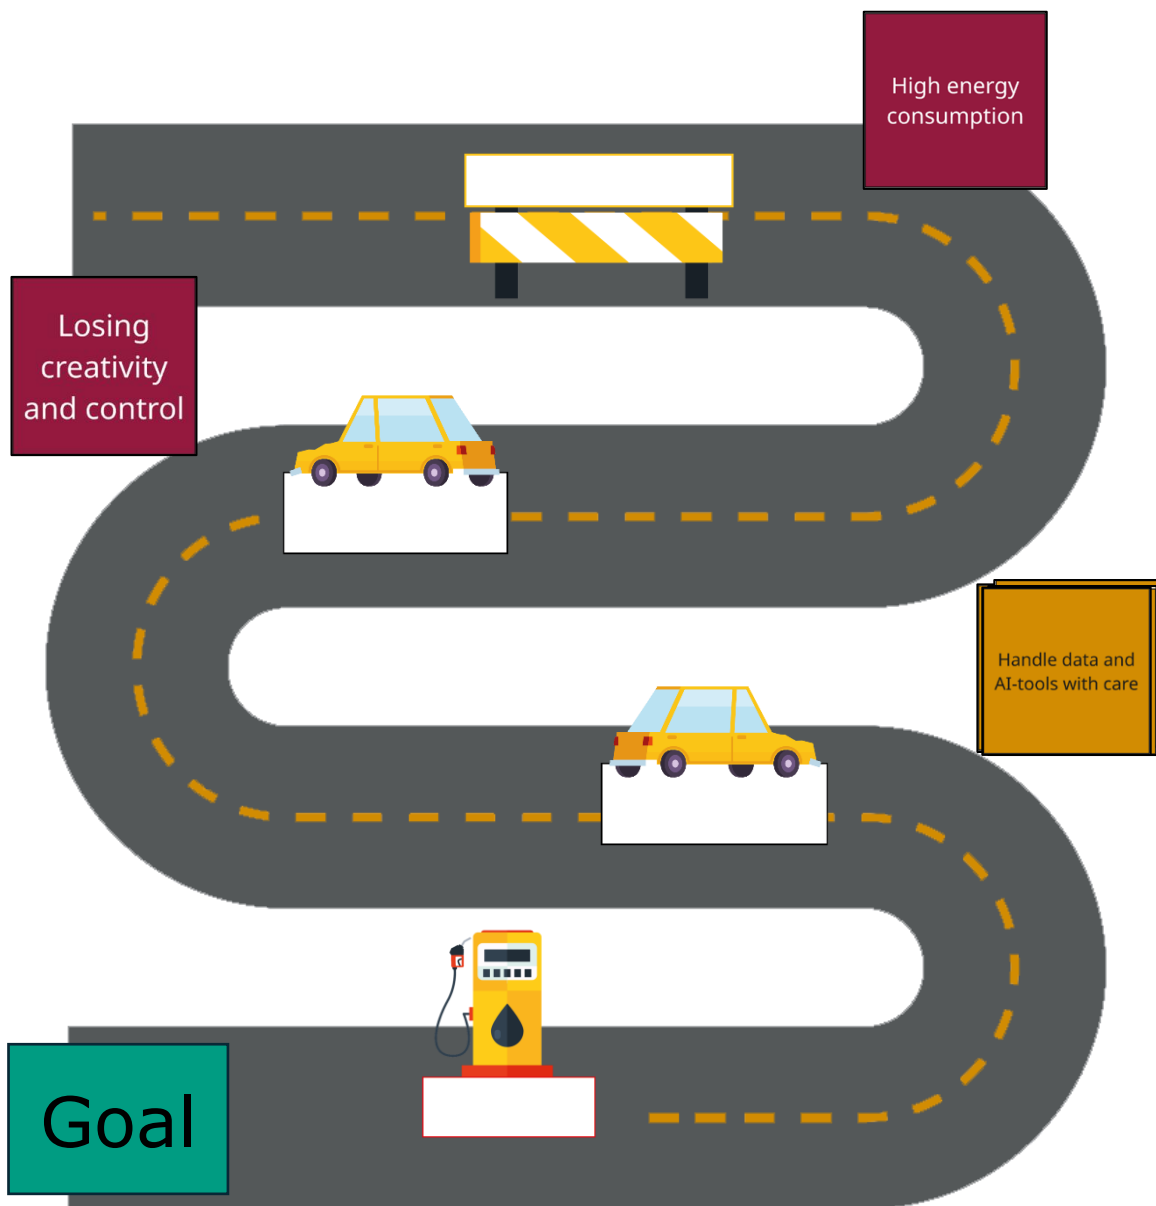 High energy
consumption
Losing
creativity
and control
Handle data and
AI-tools with care
Goal